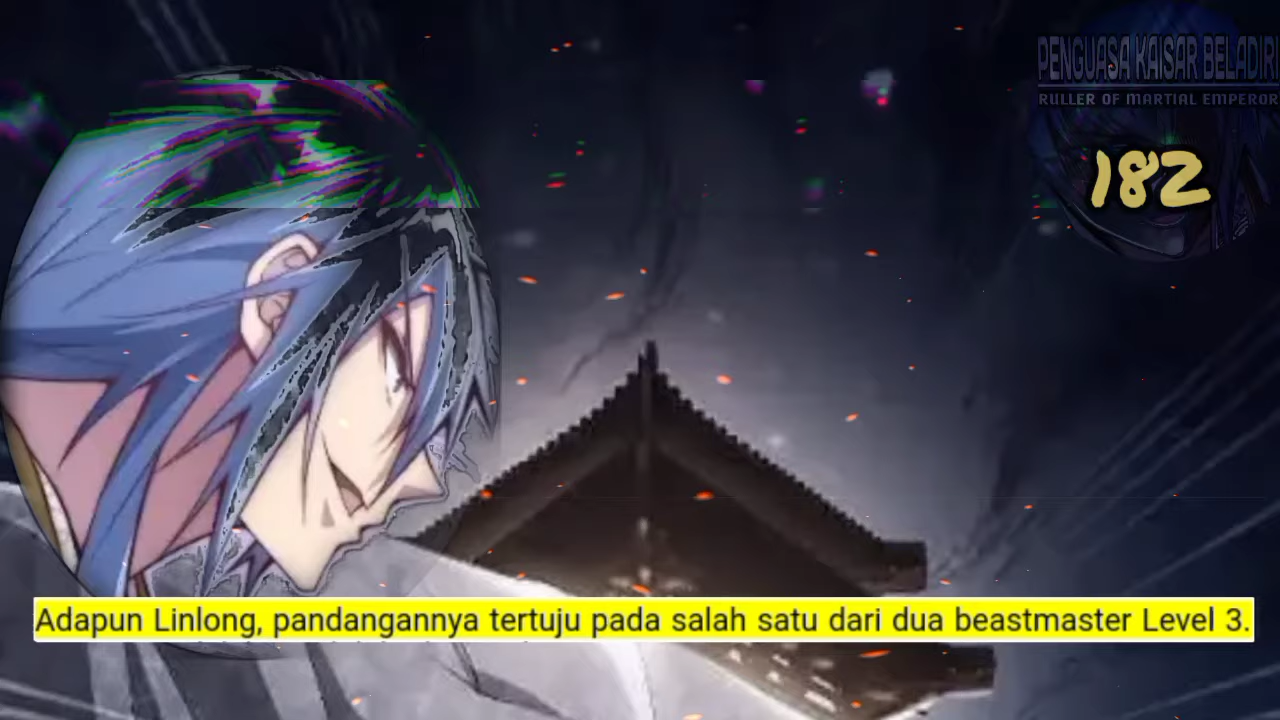 PENGUASA KAISAR BELADIRI
RULLER OF MARTIAL EMPEROR
182
Adapun Linlong, pandangannya tertuju pada salah satu dari dua beastmaster Level 3.